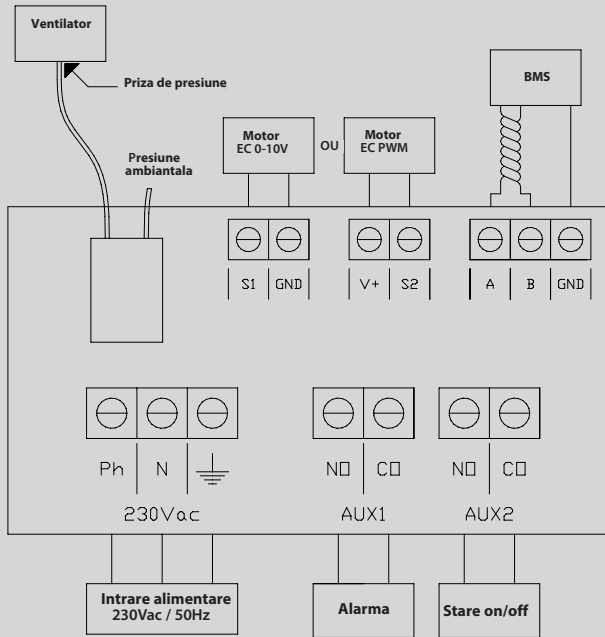 Ventilator
Priza de presiune
BMS
Motor
EC 0-10V
OU
Motor
EC PWM
Presiune
ambiantala
S1 GND
V+ S2
A B GND
Ph N
NO CO
NO CO
230Vac
AUX1
AUX2
Intrare alimentare
230Vac / 50Hz
Alarma
Stare on/off